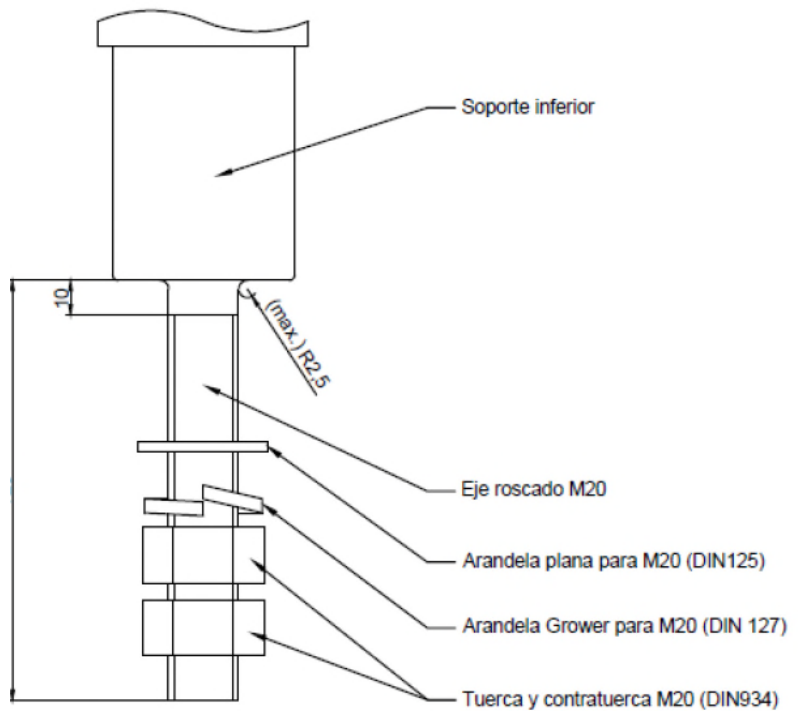 Soporte inferior
10
(max.) R2,5
Eje roscado M20
Arandela plana para M20 (DIN125)
Arandela Grower para M20 (DIN 127)
Tuerca y contratuerca M20 (DIN934)